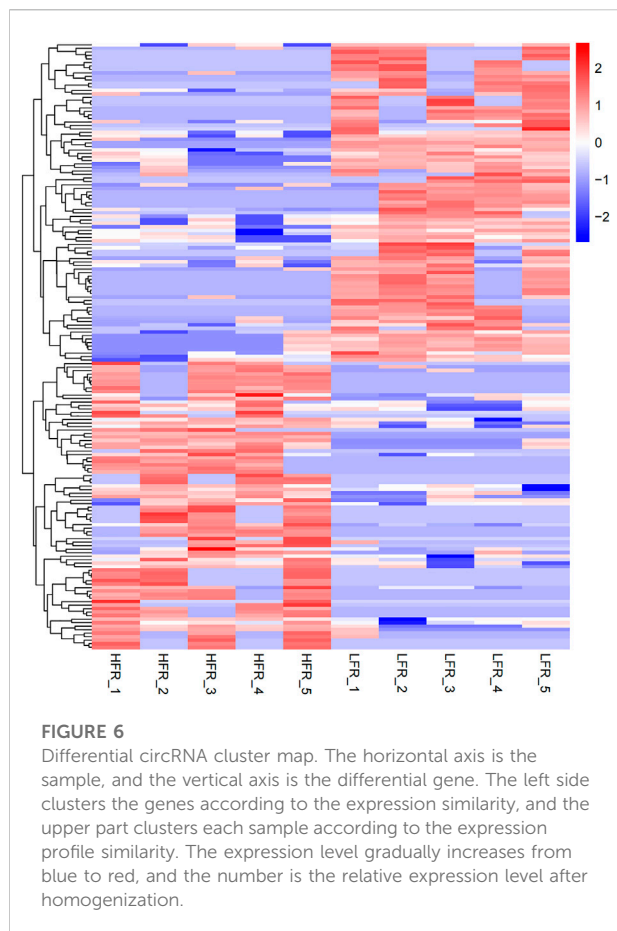 2
1
0
−1
−2
HFR_1
HFR_2
HFR_3
HFR_4
HFR_5
LFR_1
LFR_2
LFR_3
LFR_4
LFR_5
FIGURE 6
Differential circRNA cluster map. The horizontal axis is the
sample, and the vertical axis is the differential gene. The left side
clusters the genes according to the expression similarity, and the
upper part clusters each sample according to the expression
profile similarity. The expression level gradually increases from
blue to red, and the number is the relative expression level after
homogenization.